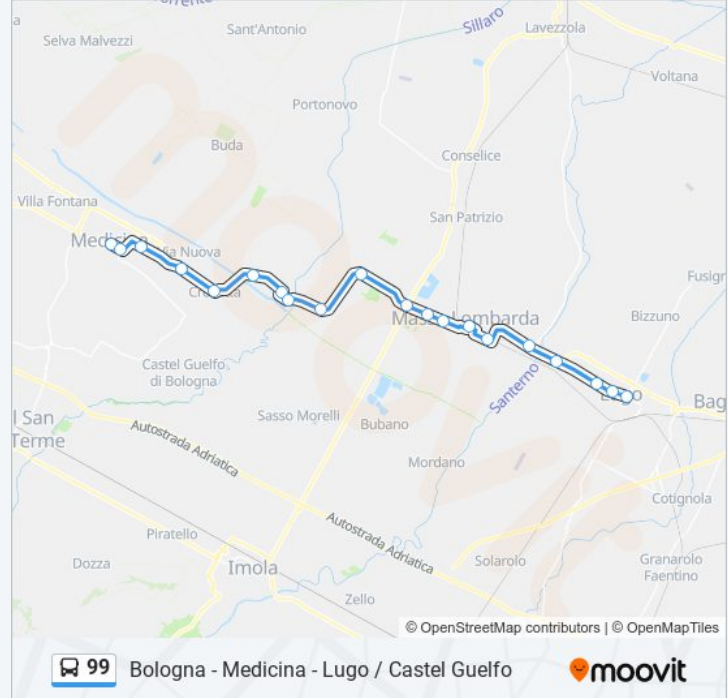 Sillaro
Lavezzola
Sant'Antonio
Selva Malvezzi
Voltana
Portonovo
Buda
Conselice
Villa Fontana
San Patrizio
Fusign
Bizzuno
Massa Lombarda
Castel Guelfo
di Bologna
Santerno
Bag
l San
Terme
Sasso Morelli
Bubano
Autostrada Adriatica
Mordano
Cotignola
Autostrada Adriatica
Piratello
Dozza
Imola
Solarolo
Granarolo
Faentino
Zello
© OpenStreetMap contributors | © OpenMapTiles
99 Bologna - Medicina - Lugo / Castel Guelfo moovit